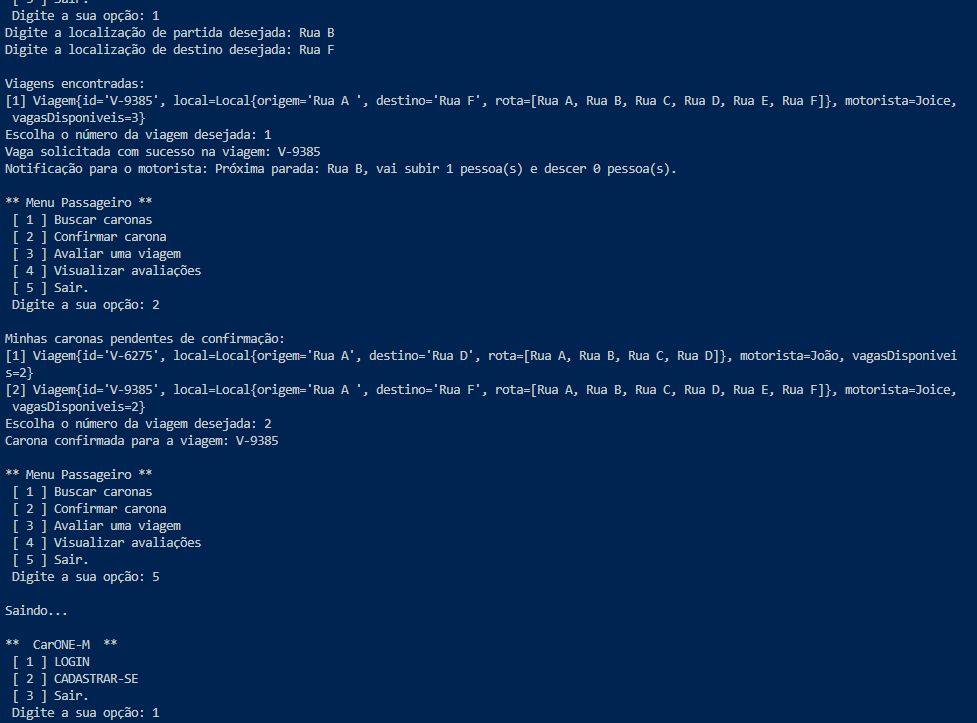 [ 5 ] Sair.
Digite a sua opção: 1
Digite a localização de partida desejada: Rua B
Digite a localização de destino desejada: Rua F
Viagens encontradas:
[1] Viagem{id='V-9385', local=Local{origem='Rua A ', destino='Rua F', rota=[Rua A, Rua B, Rua C, Rua D, Rua E, Rua F]}, motorista=Joice,
vagasDisponiveis=3}
Escolha o número da viagem desejada: 1
Vaga solicitada com sucesso na viagem: V-9385
Notificação para o motorista: Próxima parada: Rua B, vai subir 1 pessoa(s) e descer 0 pessoa(s).
** Menu Passageiro **
[ 1 ] Buscar caronas
[ 2 ] Confirmar carona
[ 3 ] Avaliar uma viagem
[ 4 ] Visualizar avaliações
[ 5 ] Sair.
Digite a sua opção: 2
Minhas caronas pendentes de confirmação:
[1] Viagem{id='V-6275', local=Local{origem='Rua A', destino='Rua D', rota=[Rua A, Rua B, Rua C, Rua D]}, motorista=João, vagasDisponivei
s=2}
[2] Viagem{id='V-9385', local=Local{origem='Rua A ', destino='Rua F', rota=[Rua A, Rua B, Rua C, Rua D, Rua E, Rua F]}, motorista=Joice,
vagasDisponiveis=2}
Escolha o número da viagem desejada: 2
Carona confirmada para a viagem: V-9385
** Menu Passageiro **
[ 1 ] Buscar caronas
[ 2 ] Confirmar carona
[ 3 ] Avaliar uma viagem
[ 4 ] Visualizar avaliações
[ 5 ] Sair.
Digite a sua opção: 5
Saindo...
**  CarONE-M  **
[ 1 ] LOGIN
[ 2 ] CADASTRAR-SE
[ 3 ] Sair.
Digite a sua opção: 1